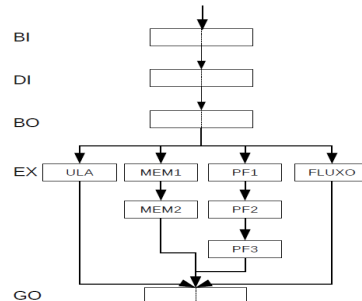 BI
DI
BO
EX ULA MEM1 PF1 FLUXO
MEM2 PF2
PF3
GO